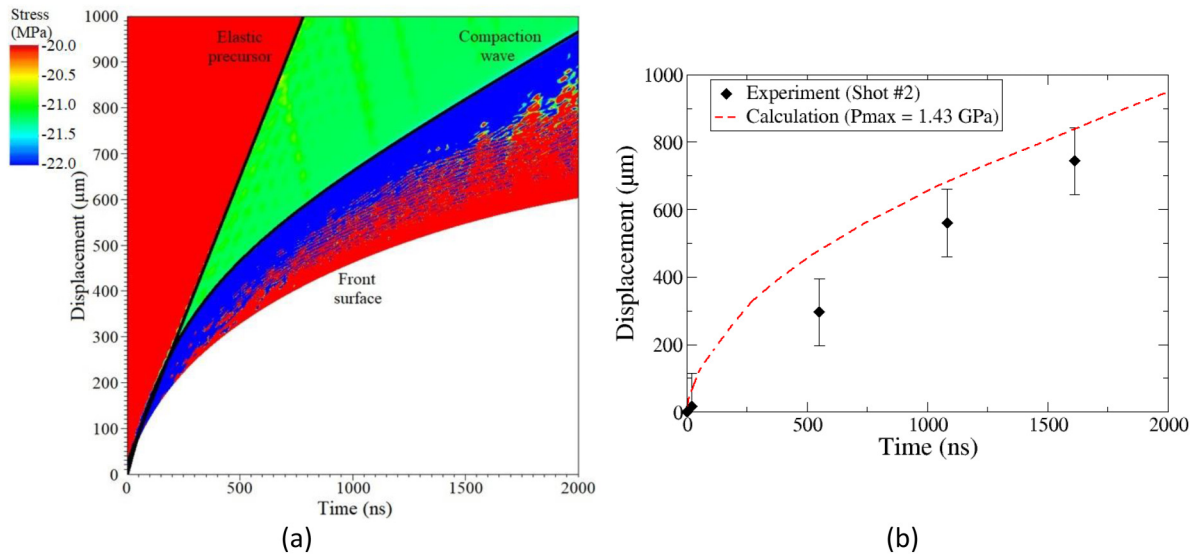 Stress
(MPa)
-20.0
-20.5
-21.0
-21.5
-22.0
1000
900
800
700
600
500
400
300
200
100
0
Displacement (µm)
Elastic
precursor
Compaction
wave
Front
surface
0
500
1000
1500
2000
Time (ns)
(a)
1000
800
600
400
200
0
Displacement (µm)
Experiment (Shot #2)
Calculation (Pmax = 1.43 GPa)
0
500
1000
1500
2000
Time (ns)
(b)